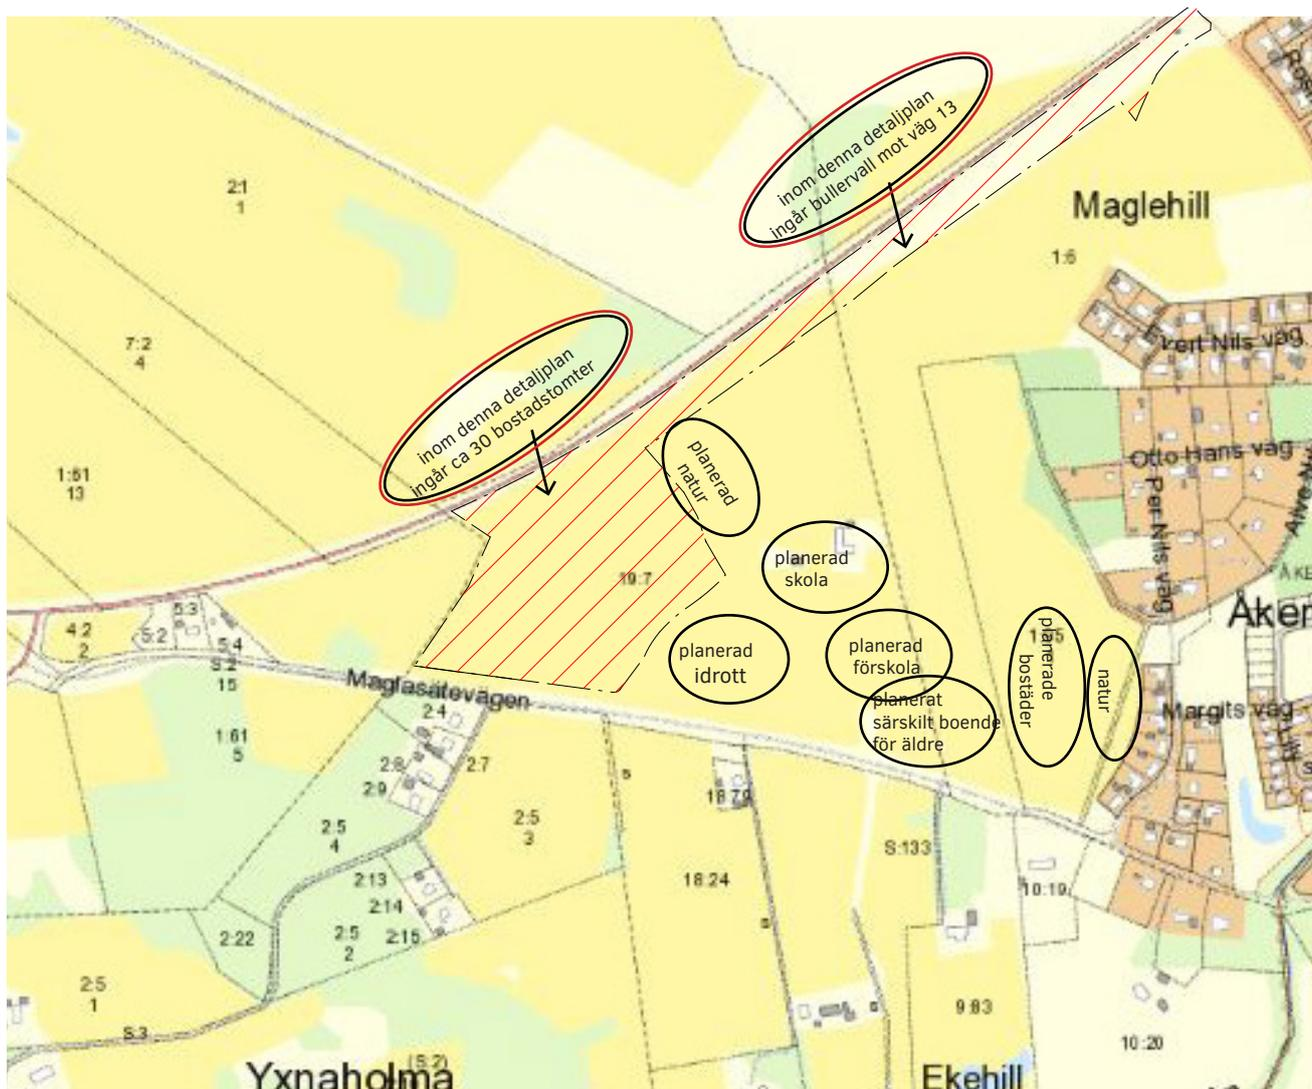 inom denna detaljplan
ingår bullervall mot väg 13
2:1
1
Maglehill
1:6
7:2
4
Ekert Nils väg
inom denna detaljplan
ingår ca 30 bostadstomter
Otto Hans väg
Per Nils väg
1:61
13
planerad
natur
planerad
skola
19:7
5:3
5:2
5:4
S:2
15
4:2
2
Åker
planerad
idrott
planerad
förskola
planerade
bostäder
natur
planerat
särskilt boende
för äldre
Maglasätevägen
Margits väg
2:4
1:61
5
2:8
2:7
2:9
18:79
2:5
3
2:5
4
S:133
2:13
18:24
10:19
2:14
2:22
2:5
2
2:15
2:5
1
9:83
S:3
10:20
Yxnaholma
(S:2)
Ekehill